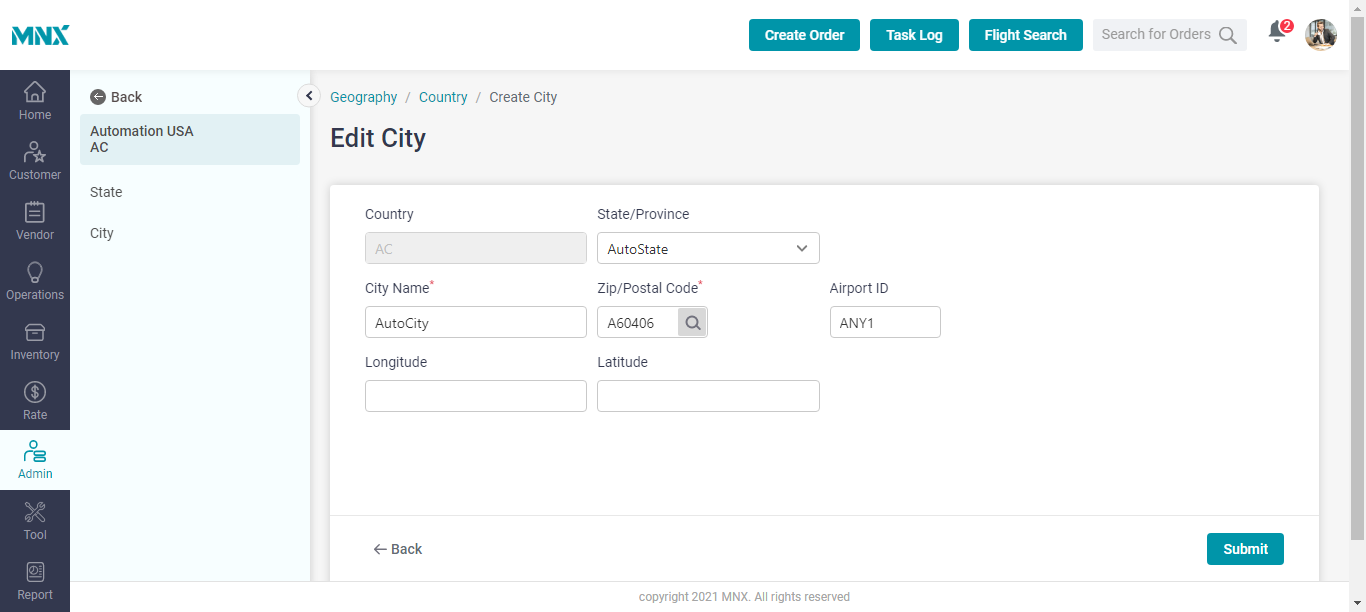 MNX
Create Order
Task Log
Flight Search
Search for Orders
2
Home
Customer
Vendor
Operations
Inventory
Rate
Admin
Tool
Report
Back
Automation USA
AC
State
City
Geography / Country / Create City
Edit City
Country
State/Province
AC
AutoState
City Name*
Zip/Postal Code*
Airport ID
AutoCity
A60406
ANY1
Longitude
Latitude
Back
Submit
copyright 2021 MNX. All rights reserved